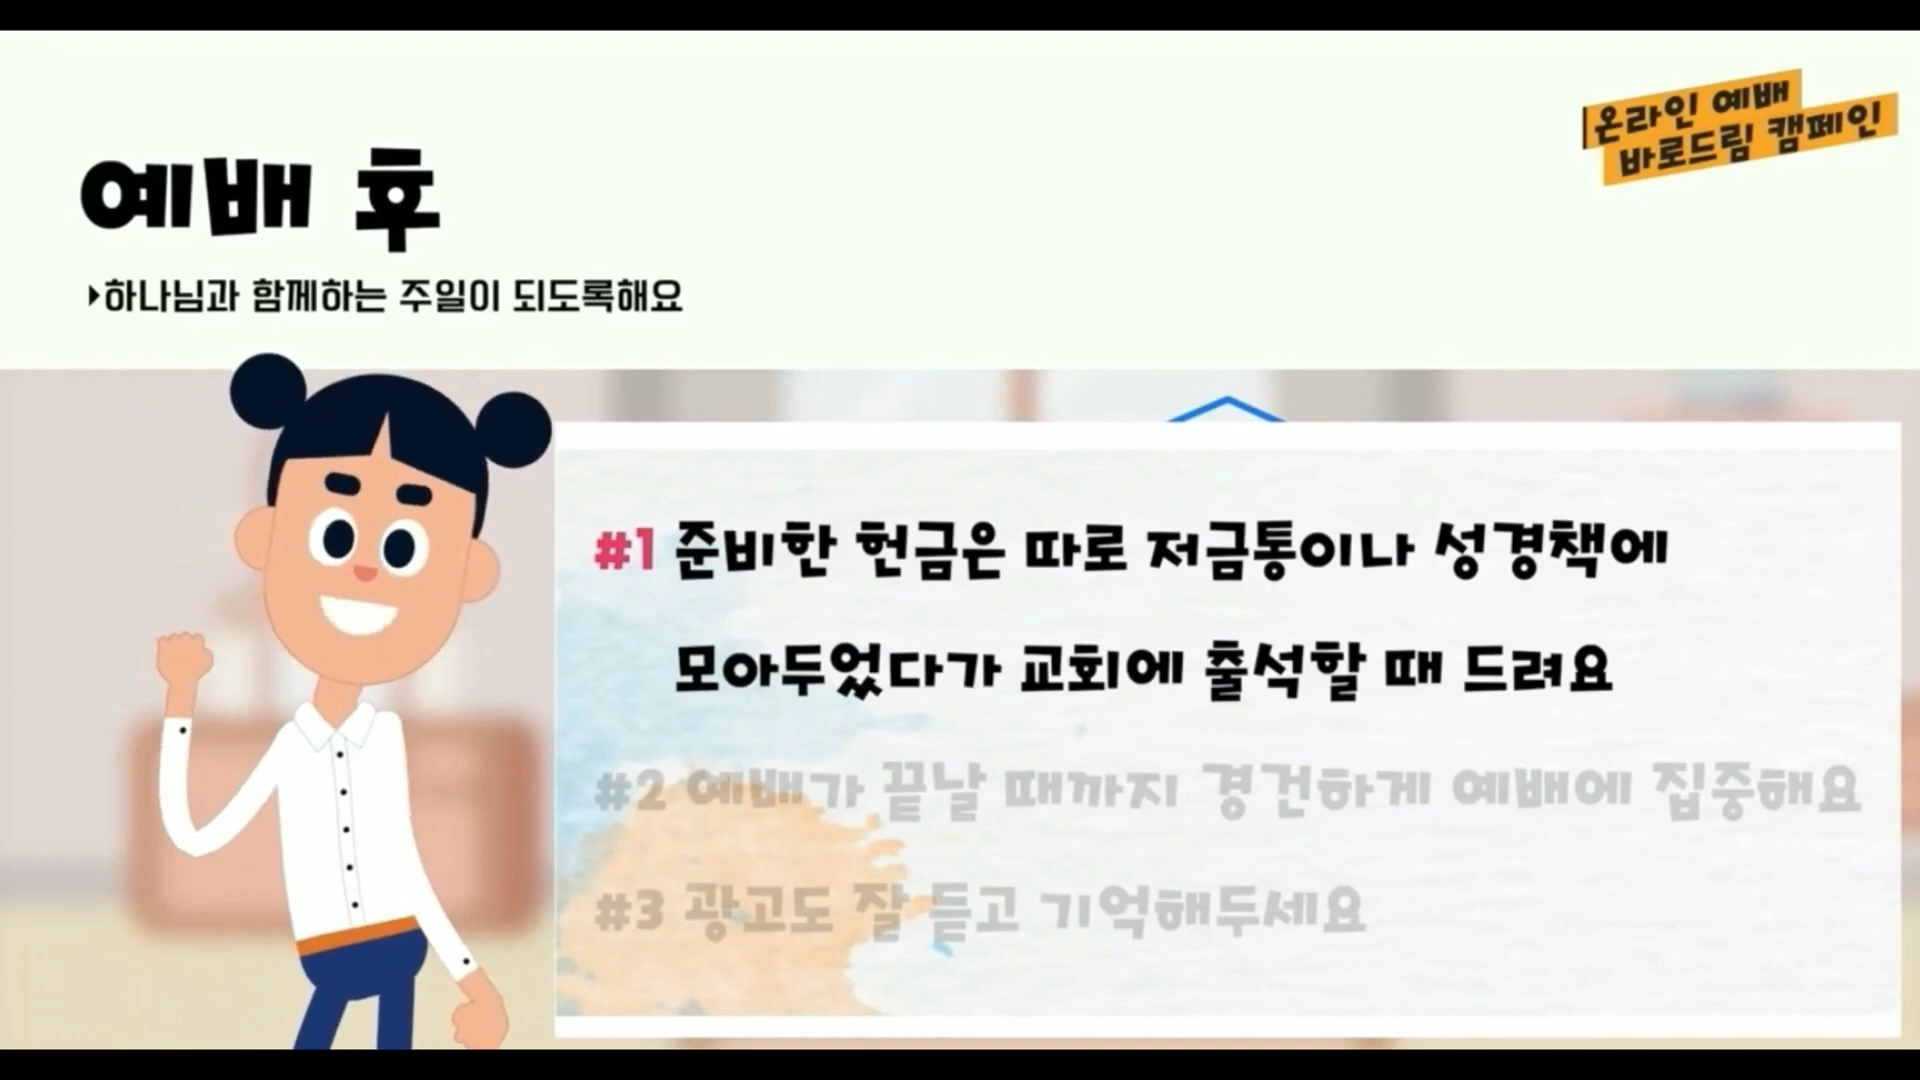 온라인 예배
바로드림 캠페인
예배 후
▸하나님과 함께하는 주일이 되도록해요
#1 준비한 헌금은 따로 저금통이나 성경책에
모아두었다가 교회에 출석할 때 드려요
#2 예배가 끝날 때까지 경건하게 예배에 집중해요
#3 광고도 잘 듣고 기억해두세요